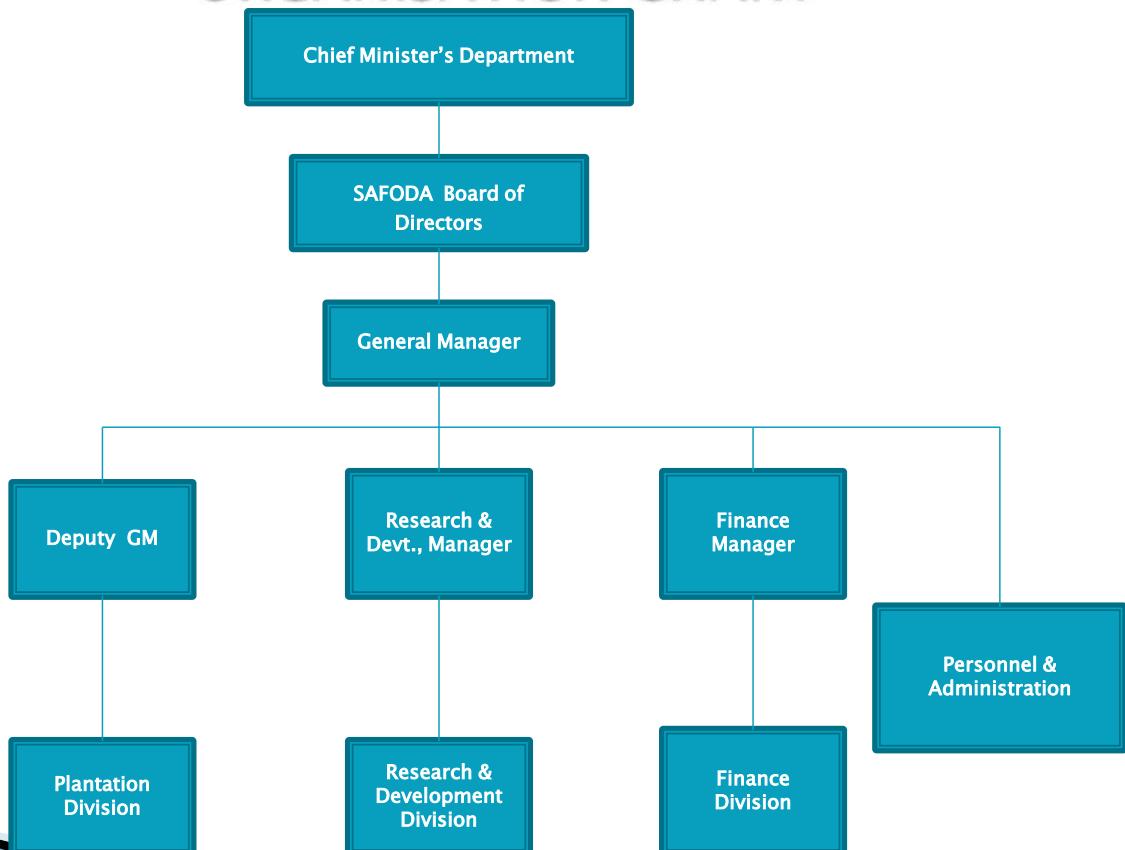 Chief Minister’s Department
SAFODA Board of
Directors
General Manager
Deputy GM
Research &
Devt., Manager
Finance
Manager
Personnel &
Administration
Plantation
Division
Research &
Development
Division
Finance
Division